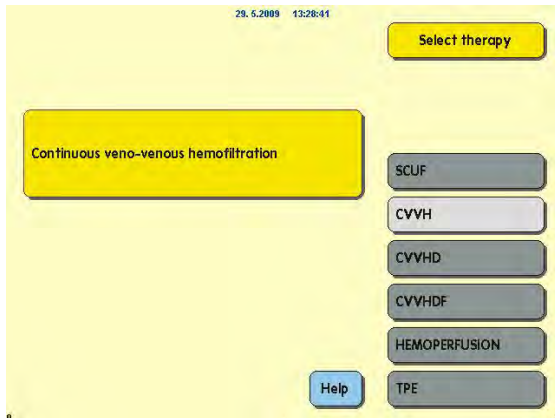 29. 5.2009 13:28:41
Select therapy
Continuous veno-venous hemofiltration
SCUF
CVVH
CVVHD
CVVHDF
HEMOPERFUSION
Help
TPE